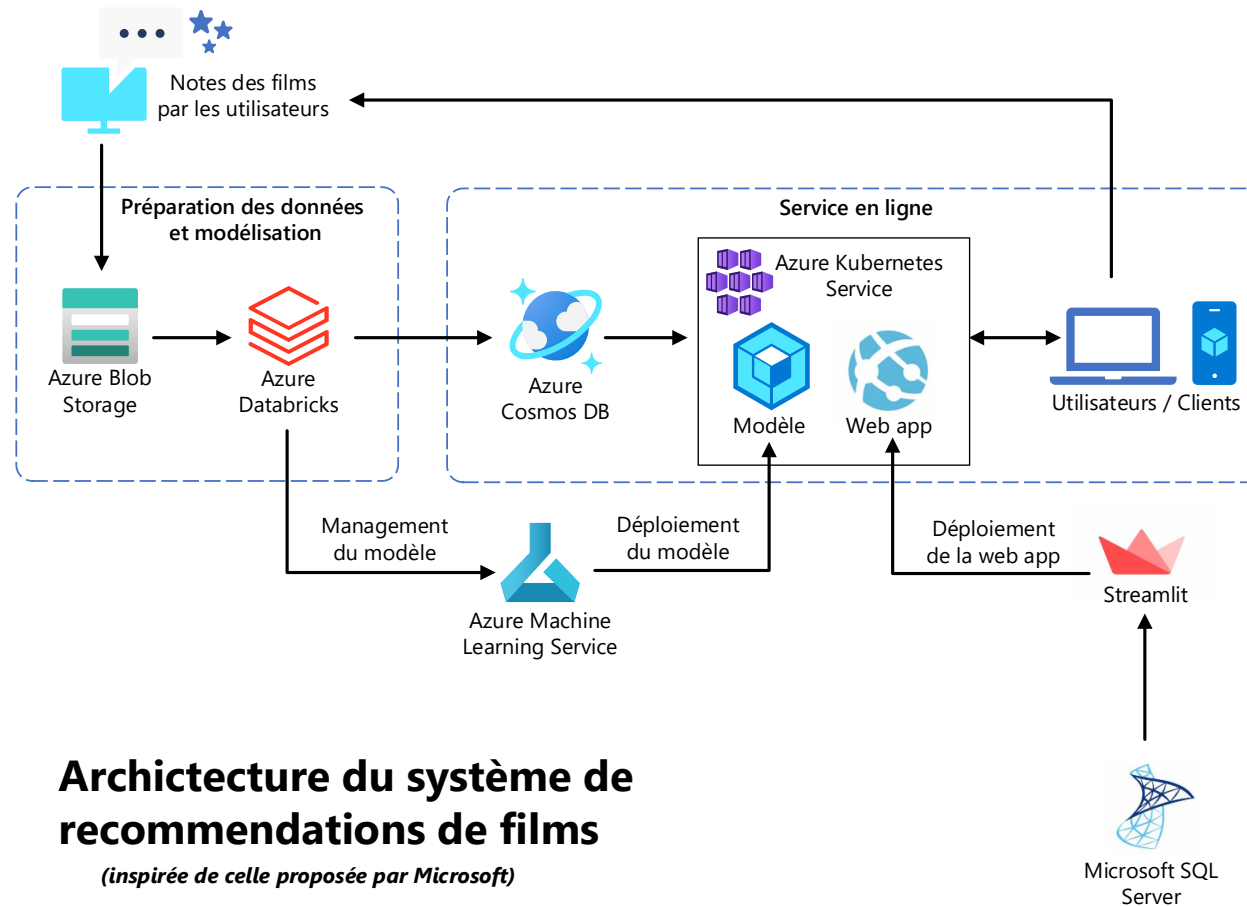 Notes des films
par les utilisateurs
Préparation des données
et modélisation
Service en ligne
Azure Kubernetes
Service
Azure Blob
Storage
Azure
Databricks
Azure
Cosmos DB
Modèle
Web app
Utilisateurs / Clients
Management
du modèle
Déploiement
du modèle
Déploiement
de la web app
Azure Machine
Learning Service
Streamlit
Archictecture du système de
recommendations de films
(inspirée de celle proposée par Microsoft)
Microsoft SQL
Server